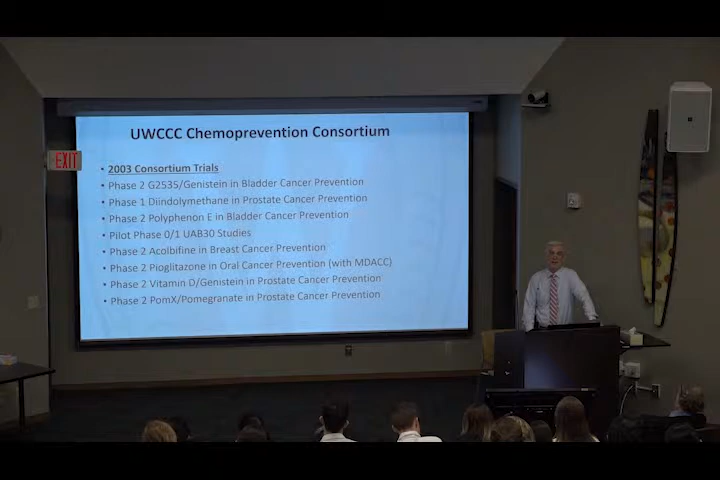 UWCCC Chemoprevention Consortium
EXIT
• 2003 Consortium Trials
• Phase 2 G253S/Genistein in Bladder Cancer Prevention
• Phase 1 Diindolymethane in Prostate Cancer Prevention
• Phase 2 Polyphenon E in Bladder Cancer Prevention
• Pilot Phase 0/1 UAB30 Studies
• Phase 2 Acolbifine in Breast Cancer Prevention
• Phase 2 Pioglitazone in Oral Cancer Prevention (with MDACC)
• Phase 2 Vitamin D/Genistein in Prostate Cancer Prevention
• Phase 2 PomX/Pomegranate in Prostate Cancer Prevention